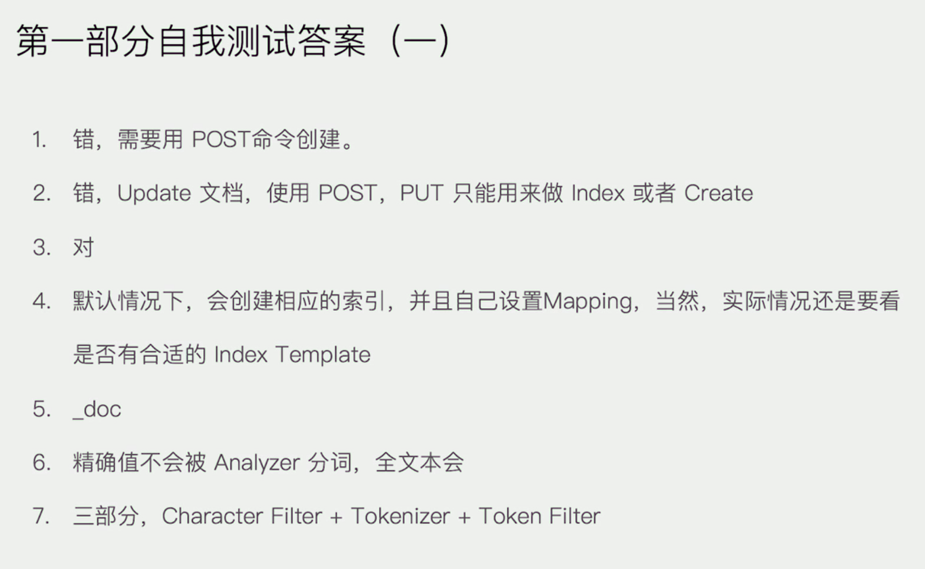 第一部分自我测试答案（一）
1. 错，需要用 POST命令创建。
2. 错，Update 文档，使用 POST，PUT 只能用来做 Index 或者 Create
3. 对
4. 默认情况下，会创建相应的索引，并且自己设置Mapping，当然，实际情况还是要看
是否有合适的 Index Template
5. _doc
6. 精确值不会被 Analyzer 分词，全文本会
7. 三部分，Character Filter + Tokenizer + Token Filter